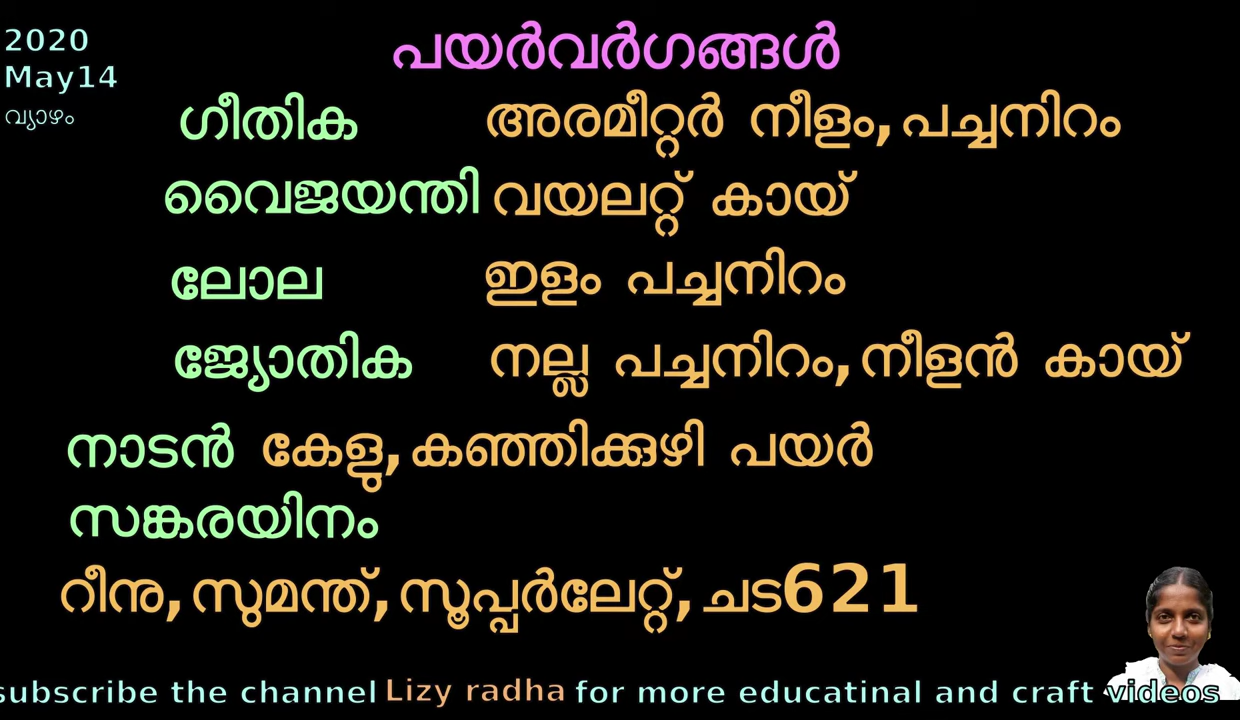 2020
May14
വ്യാഴം
പയർവർഗങ്ങൾ
ഗീതിക അരമീറ്റർ നീളം,പച്ചനിറം
വൈജയന്തി വയലറ്റ് കായ്
ലോല ഇളം പച്ചനിറം
ജ്യോതിക നല്ല പച്ചനിറം,നീളൻ കായ്
നാടൻ കേളു,കഞ്ഞിക്കുഴി പയർ
സങ്കരയിനം
റീനു,സുമന്ത്,സൂപ്പർലേറ്റ്,ചട621
subscribe the channel Lizy radha for more educatinal and craft videos